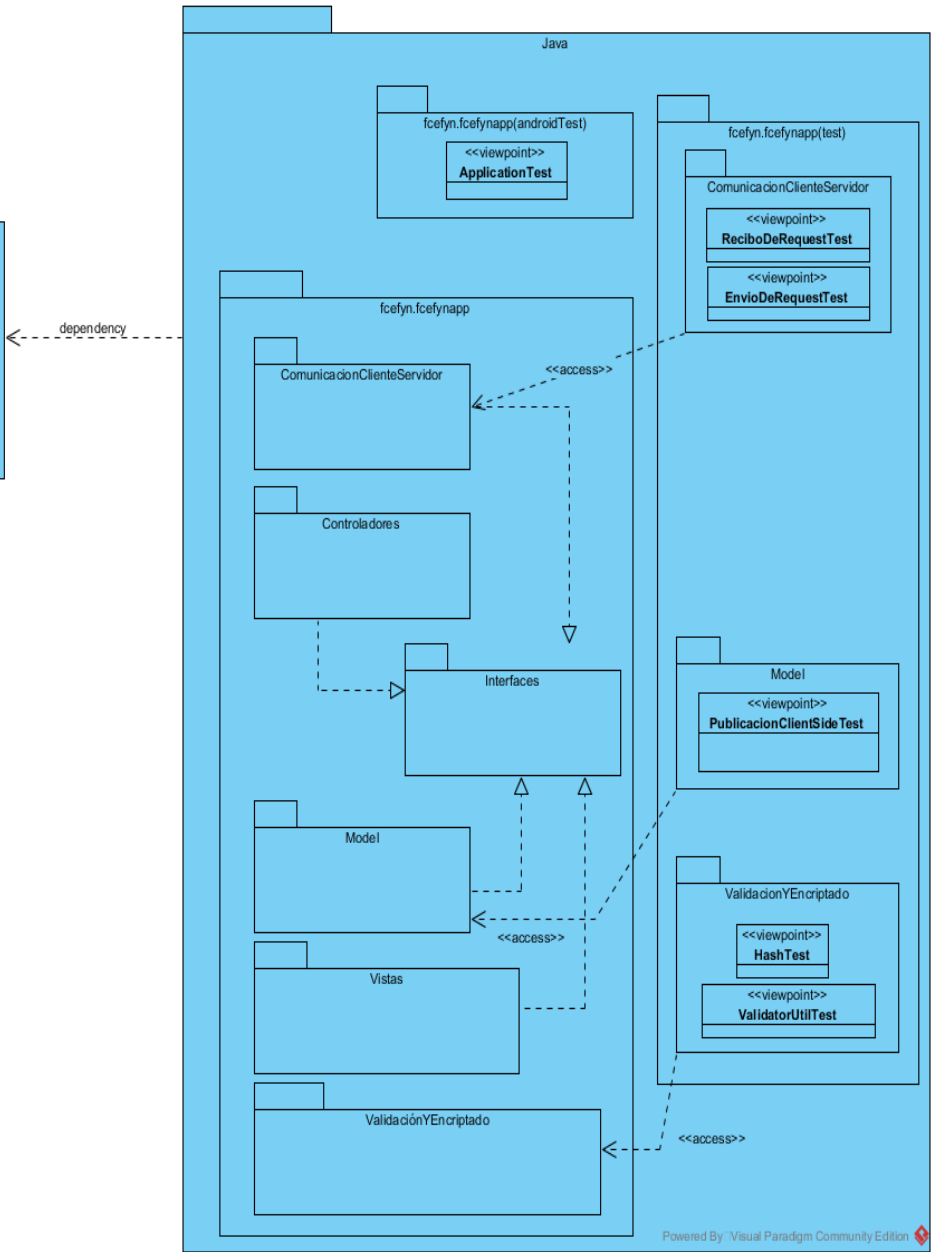 Java
fcefyn.fcefynapp(androidTest)
<<viewpoint>>
ApplicationTest
fcefyn.fcefynapp(test)
ComunicacionClienteServidor
<<viewpoint>>
ReciboDeRequestTest
<<viewpoint>>
EnvioDeRequestTest
fcefyn.fcefynapp
dependency
ComunicacionClienteServidor
<<access>>
Controladores
Interfaces
Model
<<viewpoint>>
PublicacionClientSideTest
Model
<<access>>
ValidacionYEncriptado
<<viewpoint>>
HashTest
<<viewpoint>>
ValidatorUtilTest
Vistas
ValidaciónYEncriptado
<<access>>
Powered By Visual Paradigm Community Edition